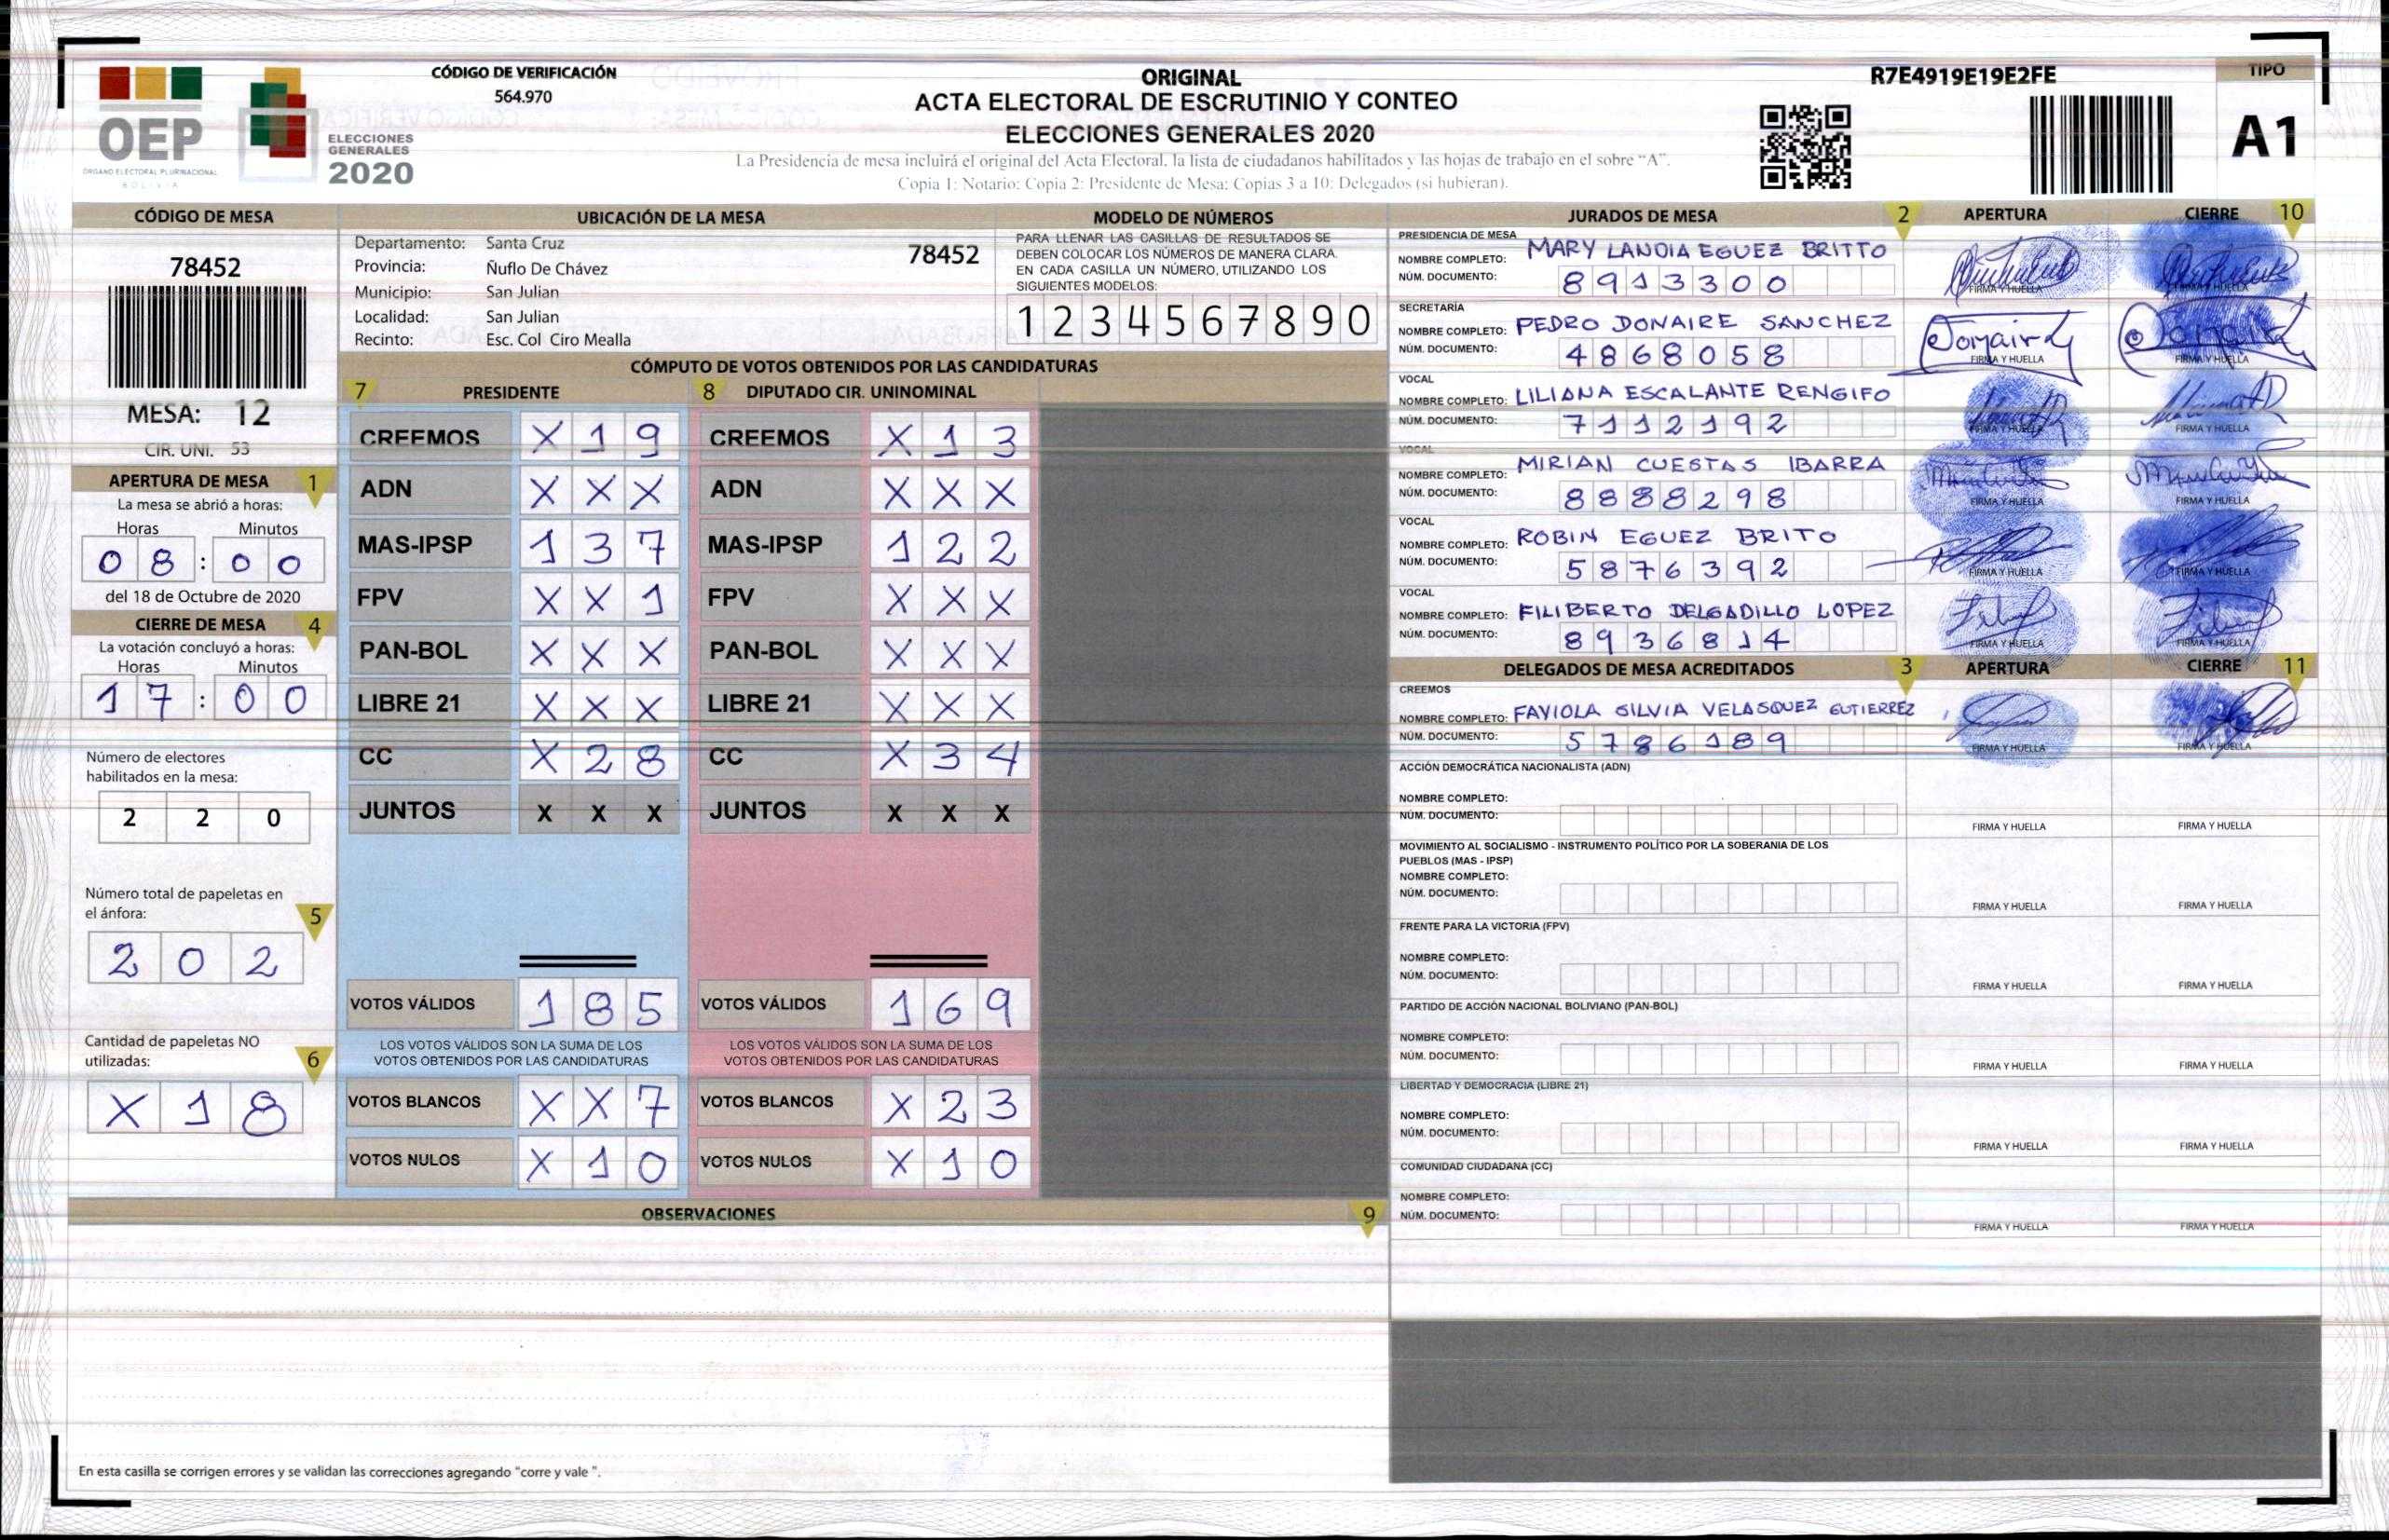 OEP
ÓRGANO ELECTORAL PLURINACIONAL
BOLIVIA
ELECCIONES
GENERALES
2020
CÓDIGO DE VERIFICACIÓN
564.970
ORIGINAL
ACTA ELECTORAL DE ESCRUTINIO Y CONTEO
ELECCIONES GENERALES 2020
La Presidencia de mesa incluirá el original del Acta Electoral, la lista de ciudadanos habilitados y las hojas de trabajo en el sobre “A”.
Copia 1: Notario; Copia 2: Presidente de Mesa; Copias 3 a 10: Delegados (si hubieran).
R7E4919E19E2FE
TIPO
A1
CÓDIGO DE MESA
78452
MESA: 12
CIR. UNI. 53
APERTURA DE MESA 1
La mesa se abrió a horas:
Horas Minutos
08:00
del 18 de Octubre de 2020
CIERRE DE MESA 4
La votación concluyó a horas:
Horas Minutos
17:00
Número de electores
habilitados en la mesa:
2 2 0
Número total de papeletas en
el ánfora: 5
2 0 2
Cantidad de papeletas NO
utilizadas: 6
X 1 8
UBICACIÓN DE LA MESA
Departamento: Santa Cruz
78452
Provincia: Ñuflo De Chávez
Municipio: San Julian
Localidad: San Julian
Recinto: Esc. Col Ciro Mealla
MODELO DE NÚMEROS
PARA LLENAR LAS CASILLAS DE RESULTADOS SE
DEBEN COLOCAR LOS NÚMEROS DE MANERA CLARA.
EN CADA CASILLA UN NÚMERO, UTILIZANDO LOS
SIGUIENTES MODELOS:
1 2 3 4 5 6 7 8 9 0
CÓMPUTO DE VOTOS OBTENIDOS POR LAS CANDIDATURAS
7 PRESIDENTE 8 DIPUTADO CIR. UNINOMINAL
CREEMOS X 1 9 CREEMOS X 1 3
ADN X X X ADN X X X
MAS-IPSP 1 3 7 MAS-IPSP 1 2 2
FPV X X 1 FPV X X X
PAN-BOL X X X PAN-BOL X X X
LIBRE 21 X X X LIBRE 21 X X X
CC X 2 8 CC X 3 4
JUNTOS X X X JUNTOS X X X
VOTOS VÁLIDOS 1 8 5 VOTOS VÁLIDOS 1 6 9
LOS VOTOS VÁLIDOS SON LA SUMA DE LOS LOS VOTOS VÁLIDOS SON LA SUMA DE LOS
VOTOS OBTENIDOS POR LAS CANDIDATURAS VOTOS OBTENIDOS POR LAS CANDIDATURAS
VOTOS BLANCOS X X 7 VOTOS BLANCOS X 2 3
VOTOS NULOS X 1 0 VOTOS NULOS X 1 0
OBSERVACIONES 9
En esta casilla se corrigen errores y se validan las correcciones agregando "corre y vale ".
JURADOS DE MESA 2 APERTURA CIERRE 10
PRESIDENCIA DE MESA
NOMBRE COMPLETO: MARY LANDIA EGUEZ BRITTO
NÚM. DOCUMENTO: 8913300
FIRMA Y HUELLA FIRMA Y HUELLA
SECRETARÍA
NOMBRE COMPLETO: PEDRO DONAIRE SANCHEZ
NÚM. DOCUMENTO: 4868058
FIRMA Y HUELLA FIRMA Y HUELLA
VOCAL
NOMBRE COMPLETO: LILIANA ESCALANTE RENGIFO
NÚM. DOCUMENTO: 7112192
FIRMA Y HUELLA FIRMA Y HUELLA
VOCAL
NOMBRE COMPLETO: MIRIAN CUESTAS IBARRA
NÚM. DOCUMENTO: 8888298
FIRMA Y HUELLA FIRMA Y HUELLA
VOCAL
NOMBRE COMPLETO: ROBIN EGUEZ BRITO
NÚM. DOCUMENTO: 5876392
FIRMA Y HUELLA FIRMA Y HUELLA
VOCAL
NOMBRE COMPLETO: FILIBERTO DELGADILLO LOPEZ
NÚM. DOCUMENTO: 8936814
FIRMA Y HUELLA FIRMA Y HUELLA
DELEGADOS DE MESA ACREDITADOS 3 APERTURA CIERRE 11
CREEMOS
NOMBRE COMPLETO: FAVIOLA SILVIA VELASQUEZ GUTIERREZ
NÚM. DOCUMENTO: 5786189
FIRMA Y HUELLA FIRMA Y HUELLA
ACCIÓN DEMOCRÁTICA NACIONALISTA (ADN)
NOMBRE COMPLETO:
NÚM. DOCUMENTO:
FIRMA Y HUELLA FIRMA Y HUELLA
MOVIMIENTO AL SOCIALISMO - INSTRUMENTO POLÍTICO POR LA SOBERANIA DE LOS
PUEBLOS (MAS - IPSP)
NOMBRE COMPLETO:
NÚM. DOCUMENTO:
FIRMA Y HUELLA FIRMA Y HUELLA
FRENTE PARA LA VICTORIA (FPV)
NOMBRE COMPLETO:
NÚM. DOCUMENTO:
FIRMA Y HUELLA FIRMA Y HUELLA
PARTIDO DE ACCIÓN NACIONAL BOLIVIANO (PAN-BOL)
NOMBRE COMPLETO:
NÚM. DOCUMENTO:
FIRMA Y HUELLA FIRMA Y HUELLA
LIBERTAD Y DEMOCRACIA (LIBRE 21)
NOMBRE COMPLETO:
NÚM. DOCUMENTO:
FIRMA Y HUELLA FIRMA Y HUELLA
COMUNIDAD CIUDADANA (CC)
NOMBRE COMPLETO:
NÚM. DOCUMENTO:
FIRMA Y HUELLA FIRMA Y HUELLA